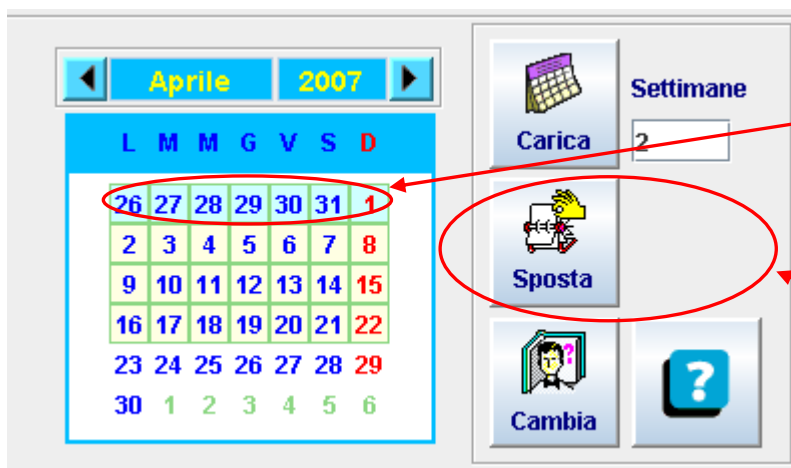 Aprile 2007
L M M G V S D
26 27 28 29 30 31 1
2 3 4 5 6 7 8
9 10 11 12 13 14 15
16 17 18 19 20 21 22
23 24 25 26 27 28 29
30 1 2 3 4 5 6
Carica
Settimane
2
Sposta
Cambia
?